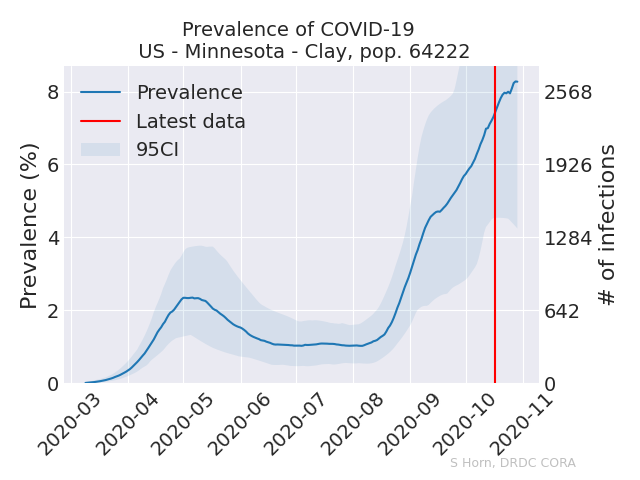 Prevalence of COVID-19
US - Minnesota - Clay, pop. 64222
Prevalence
Latest data
95CI
Prevalence (%)
8
6
4
2
0
2568
1926
1284
642
0
# of infections
2020-03
2020-04
2020-05
2020-06
2020-07
2020-08
2020-09
2020-10
2020-11
S Horn, DRDC CORA